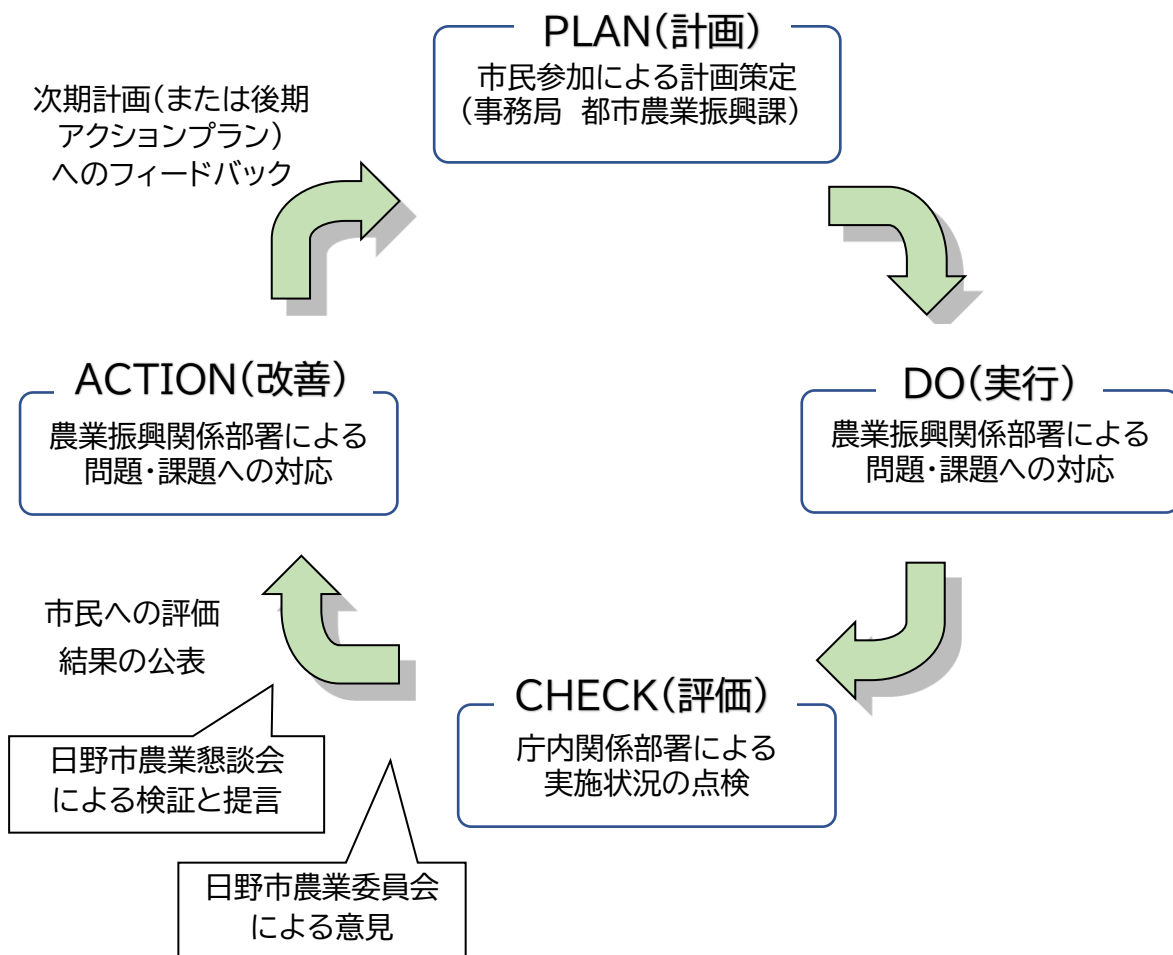 PLAN(計画)
市民参加による計画策定
(事務局 都市農業振興課)
次期計画(または後期
アクションプラン)
へのフィードバック
ACTION(改善)
農業振興関係部署による
問題・課題への対応
DO(実行)
農業振興関係部署による
問題・課題への対応
市民への評価
結果の公表
CHECK(評価)
庁内関係部署による
実施状況の点検
日野市農業懇談会
による検証と提言
日野市農業委員会
による意見